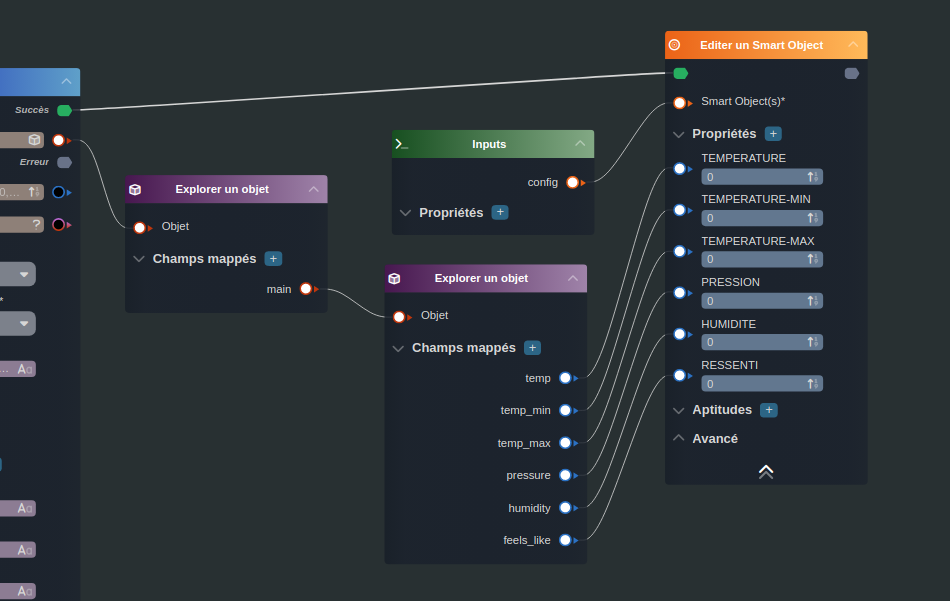 Succès
Erreur
0,...
?
*
... Aa
Aa
Aa
Aa
Explorer un objet
Objet
Champs mappés +
main
>_ Inputs
config
Propriétés +
Explorer un objet
Objet
Champs mappés +
temp
temp_min
temp_max
pressure
humidity
feels_like
Editer un Smart Object
Smart Object(s)*
Propriétés +
TEMPERATURE
0
TEMPERATURE-MIN
0
TEMPERATURE-MAX
0
PRESSION
0
HUMIDITE
0
RESSENTI
0
Aptitudes +
Avancé